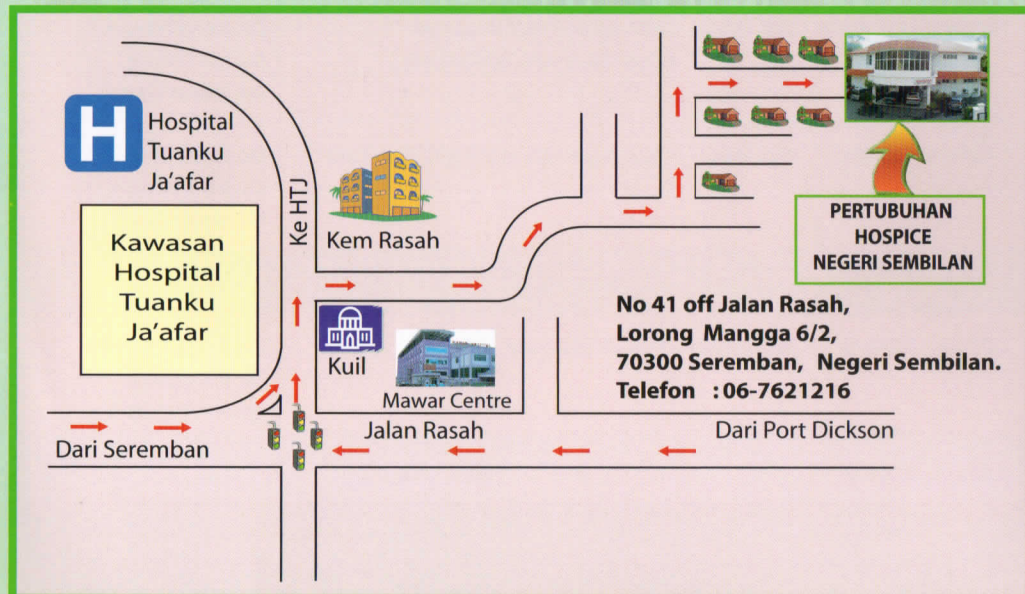 H
Hospital
Tuanku
Ja'afar
Kawasan
Hospital
Tuanku
Ja'afar
Ke HTJ
Kem Rasah
PERTUBUHAN
HOSPICE
NEGERI SEMBILAN
No 41 off Jalan Rasah,
Lorong Mangga 6/2,
70300 Seremban, Negeri Sembilan.
Telefon : 06-7621216
Kuil
Mawar Centre
Dari Seremban
Jalan Rasah
Dari Port Dickson